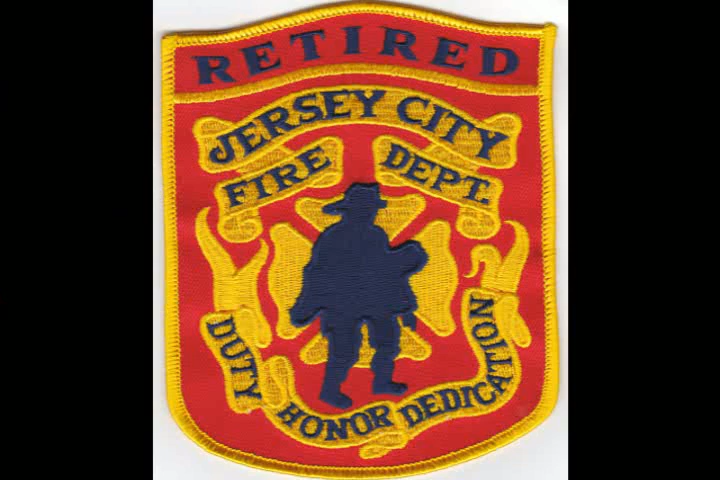 RETIRED
JERSEY CITY
FIRE DEPT.
DUTY HONOR DEDICATION